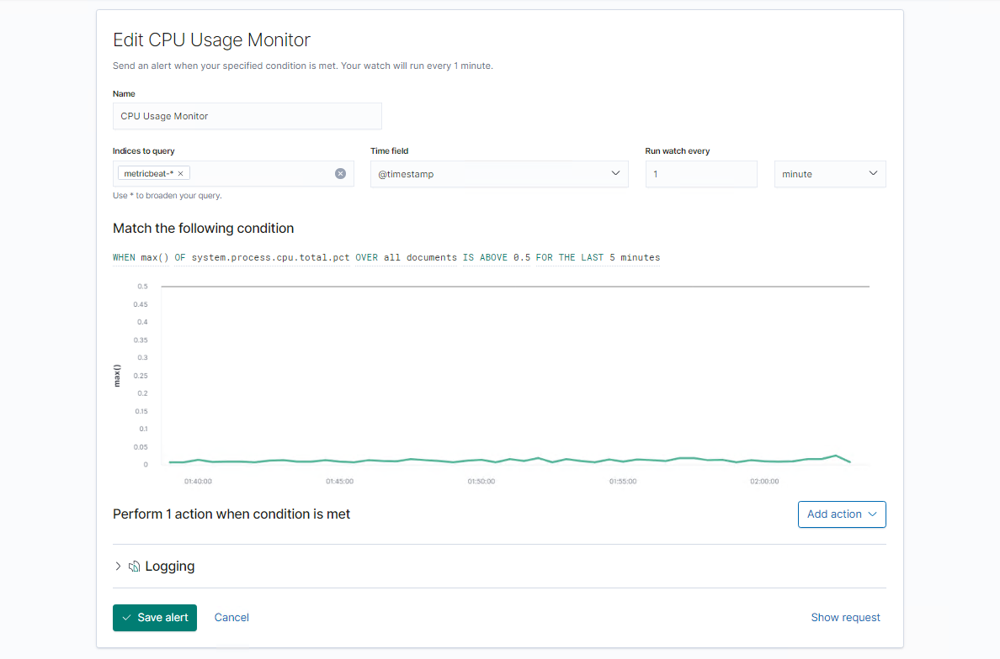 Edit CPU Usage Monitor
Send an alert when your specified condition is met. Your watch will run every 1 minute.
Name
CPU Usage Monitor
Indices to query
Time field
Run watch every
metricbeat-* ×
@timestamp
1
minute
Use * to broaden your query.
Match the following condition
WHEN max() OF system.process.cpu.total.pct OVER all documents IS ABOVE 0.5 FOR THE LAST 5 minutes
max()
0.5
0.45
0.4
0.35
0.3
0.25
0.2
0.15
0.1
0.05
0
01:40:00 01:45:00 01:50:00 01:55:00 02:00:00
Perform 1 action when condition is met
Add action
Logging
Save alert
Cancel
Show request